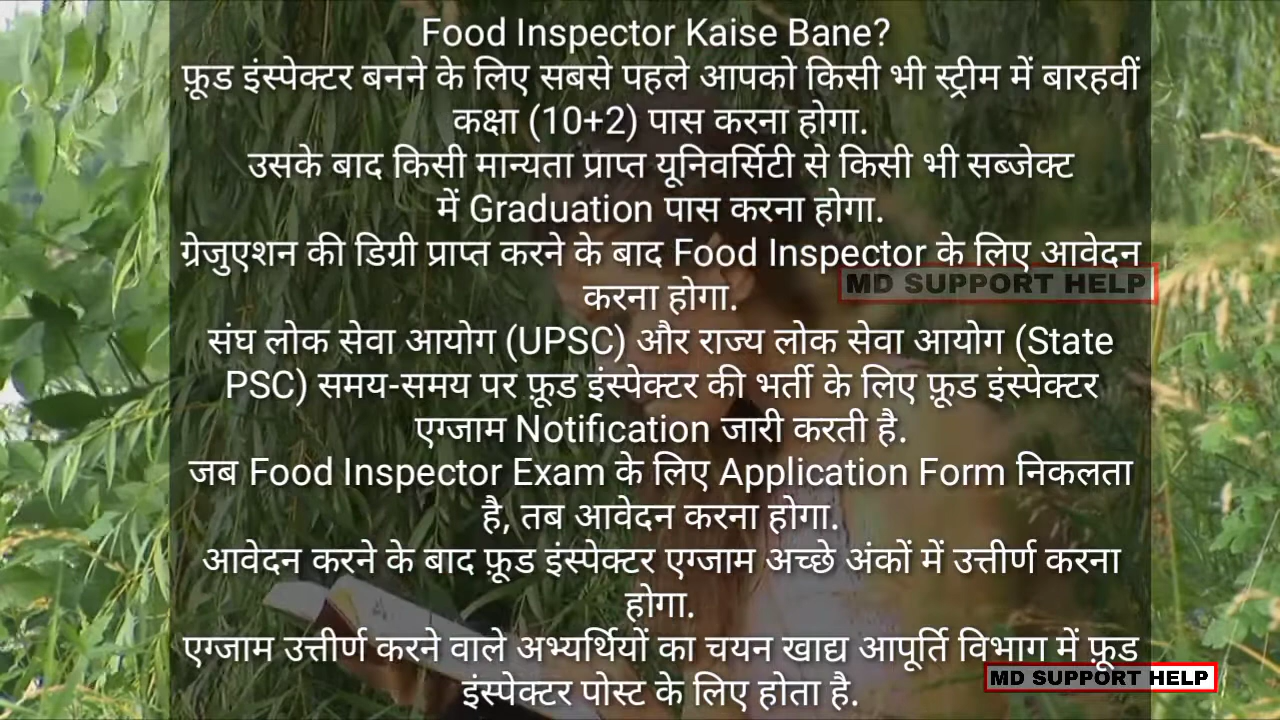 Food Inspector Kaise Bane?
फ़ूड इंस्पेक्टर बनने के लिए सबसे पहले आपको किसी भी स्ट्रीम में बारहवीं
कक्षा (10+2) पास करना होगा.
उसके बाद किसी मान्यता प्राप्त यूनिवर्सिटी से किसी भी सब्जेक्ट
में Graduation पास करना होगा.
ग्रेजुएशन की डिग्री प्राप्त करने के बाद Food Inspector के लिए आवेदन
करना होगा.
MD SUPPORT HELP
संघ लोक सेवा आयोग (UPSC) और राज्य लोक सेवा आयोग (State
PSC) समय-समय पर फ़ूड इंस्पेक्टर की भर्ती के लिए फ़ूड इंस्पेक्टर
एग्जाम Notification जारी करती है.
जब Food Inspector Exam के लिए Application Form निकलता
है, तब आवेदन करना होगा.
आवेदन करने के बाद फ़ूड इंस्पेक्टर एग्जाम अच्छे अंकों में उत्तीर्ण करना
होगा.
एग्जाम उत्तीर्ण करने वाले अभ्यर्थियों का चयन खाद्य आपूर्ति विभाग में फ़ूड
इंस्पेक्टर पोस्ट के लिए होता है.
MD SUPPORT HELP